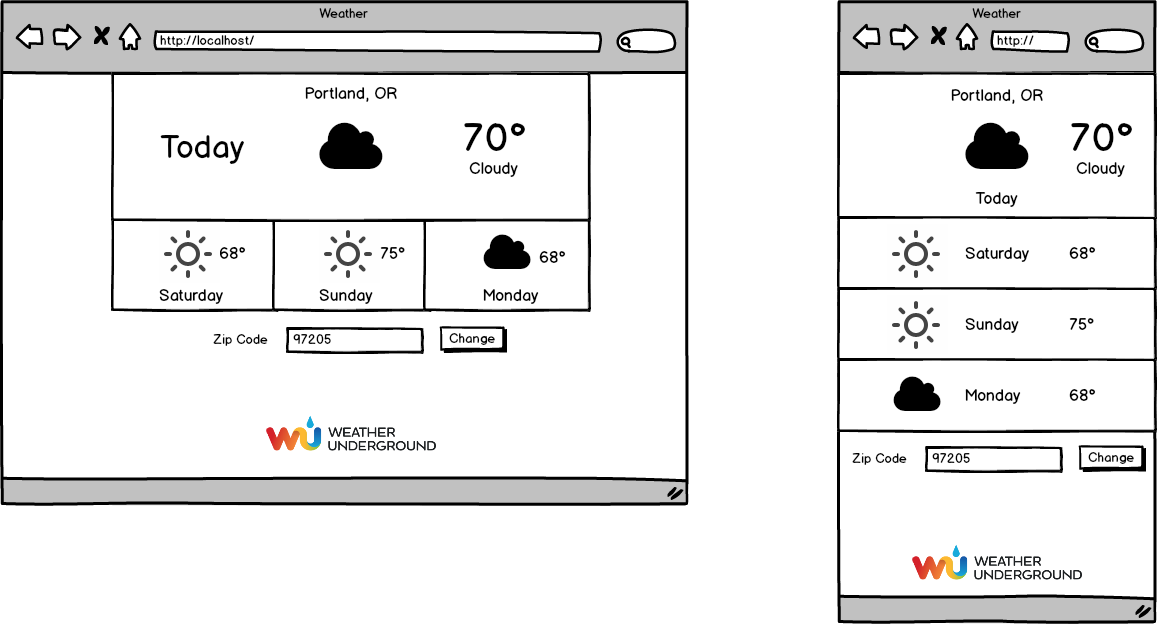 Weather
http://localhost/
Portland, OR
Today
70°
Cloudy
68°
75°
68°
Saturday
Sunday
Monday
Zip Code 97205 Change
WEATHER
UNDERGROUND
Weather
http://
Portland, OR
70°
Cloudy
Today
Saturday 68°
Sunday 75°
Monday 68°
Zip Code 97205 Change
WEATHER
UNDERGROUND